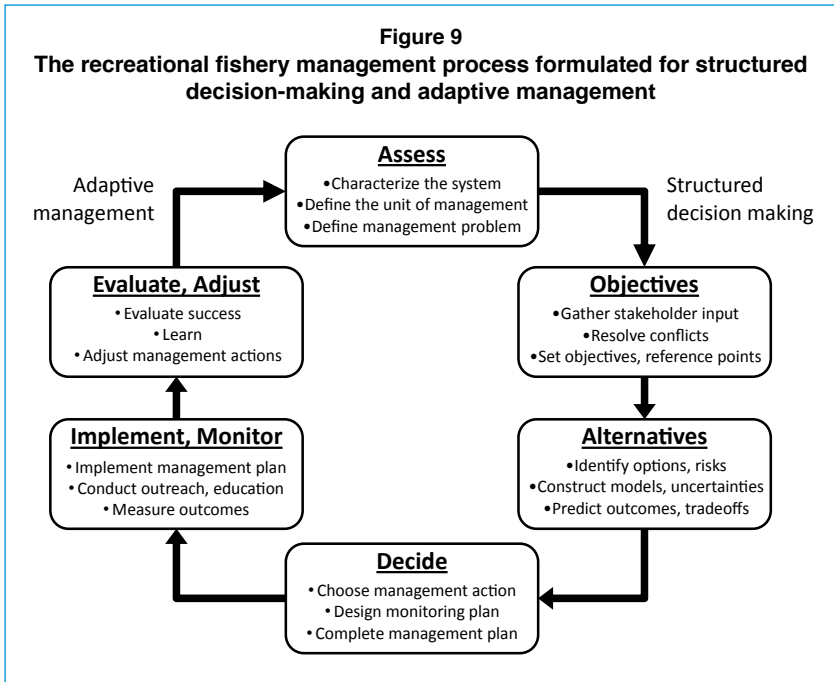 Figure 9
The recreational fishery management process formulated for structured
decision-making and adaptive management
Assess
•Characterize the system
•Define the unit of management
•Define management problem
Adaptive
management
Structured
decision making
Evaluate, Adjust
• Evaluate success
• Learn
• Adjust management actions
Objectives
•Gather stakeholder input
•Resolve conflicts
•Set objectives, reference points
Implement, Monitor
• Implement management plan
• Conduct outreach, education
• Measure outcomes
Alternatives
•Identify options, risks
•Construct models, uncertainties
•Predict outcomes, tradeoffs
Decide
• Choose management action
• Design monitoring plan
• Complete management plan